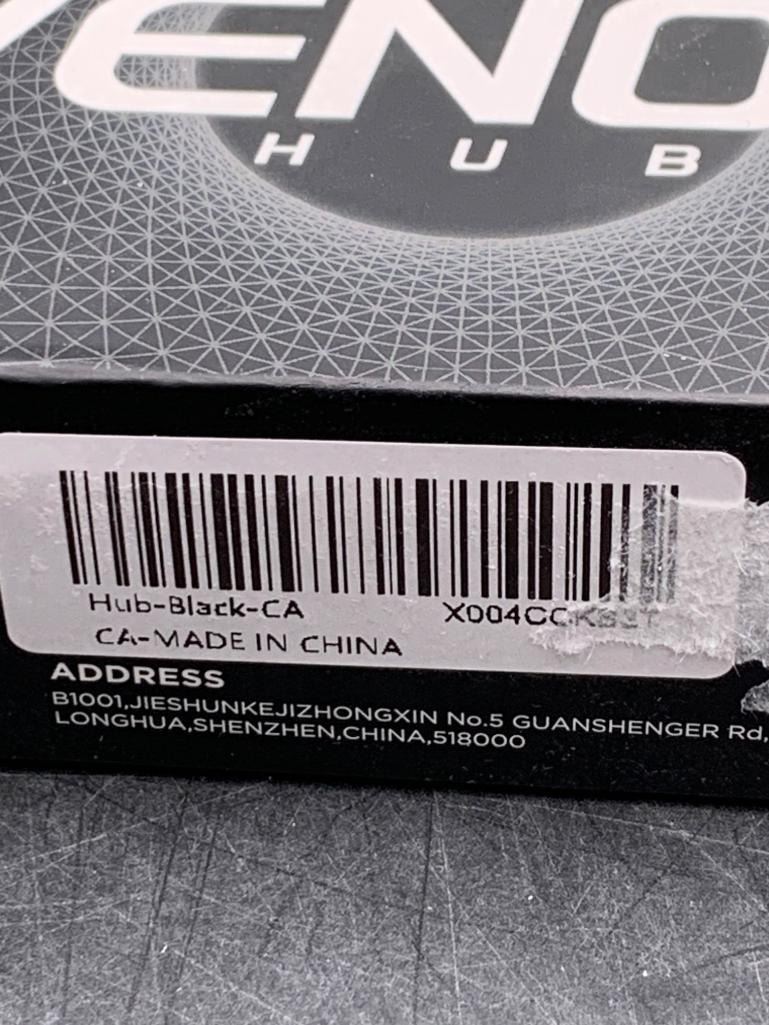 VENO
HUB
Hub-Black-CA
CA-MADE IN CHINA
ADDRESS
B1001,JIESHUNKEJIZHONGXIN No.5 GUANSHENGER Rd,
LONGHUA,SHENZHEN,CHINA,518000